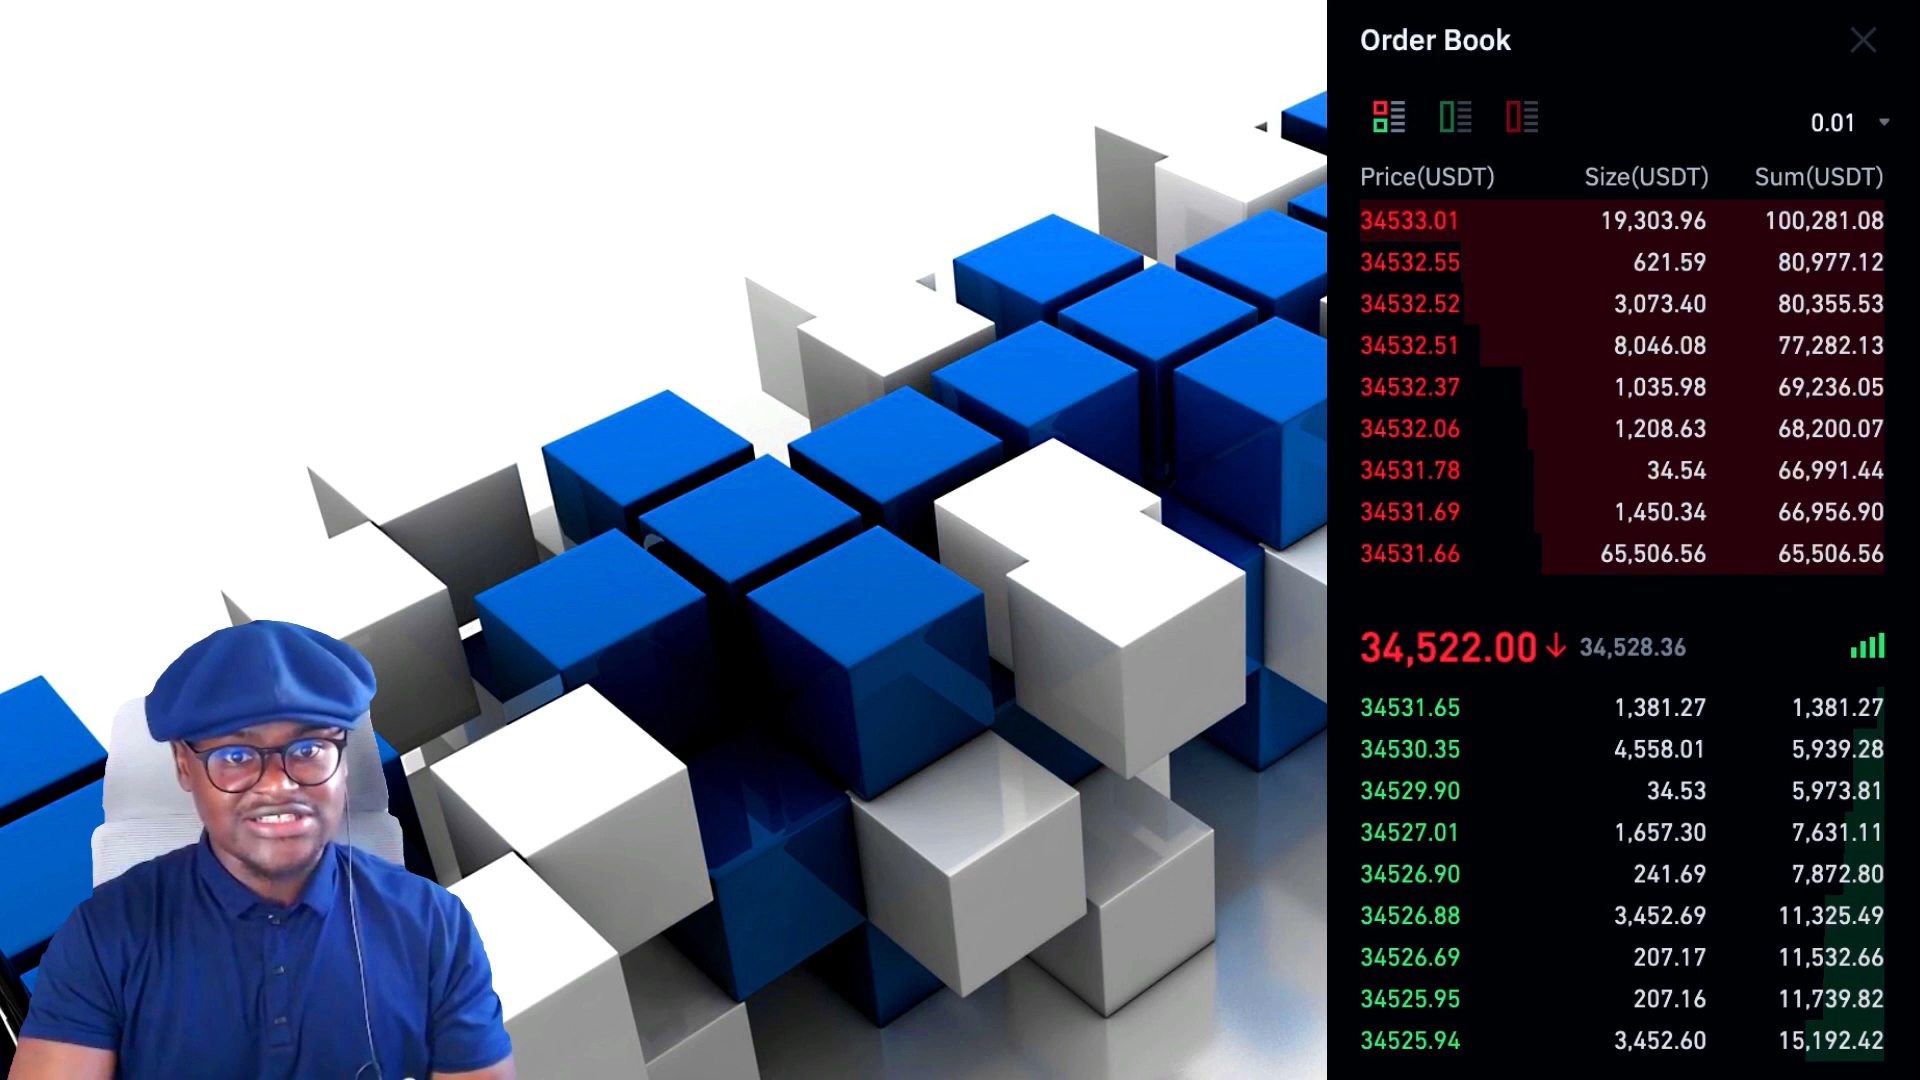 Order Book
0.01
Price(USDT) Size(USDT) Sum(USDT)
34533.01 19,303.96 100,281.08
34532.55 621.59 80,977.12
34532.52 3,073.40 80,355.53
34532.51 8,046.08 77,282.13
34532.37 1,035.98 69,236.05
34532.06 1,208.63 68,200.07
34531.78 34.54 66,991.44
34531.69 1,450.34 66,956.90
34531.66 65,506.56 65,506.56
34,522.00 34,528.36
34531.65 1,381.27 1,381.27
34530.35 4,558.01 5,939.28
34529.90 34.53 5,973.81
34527.01 1,657.30 7,631.11
34526.90 241.69 7,872.80
34526.88 3,452.69 11,325.49
34526.69 207.17 11,532.66
34525.95 207.16 11,739.82
34525.94 3,452.60 15,192.42